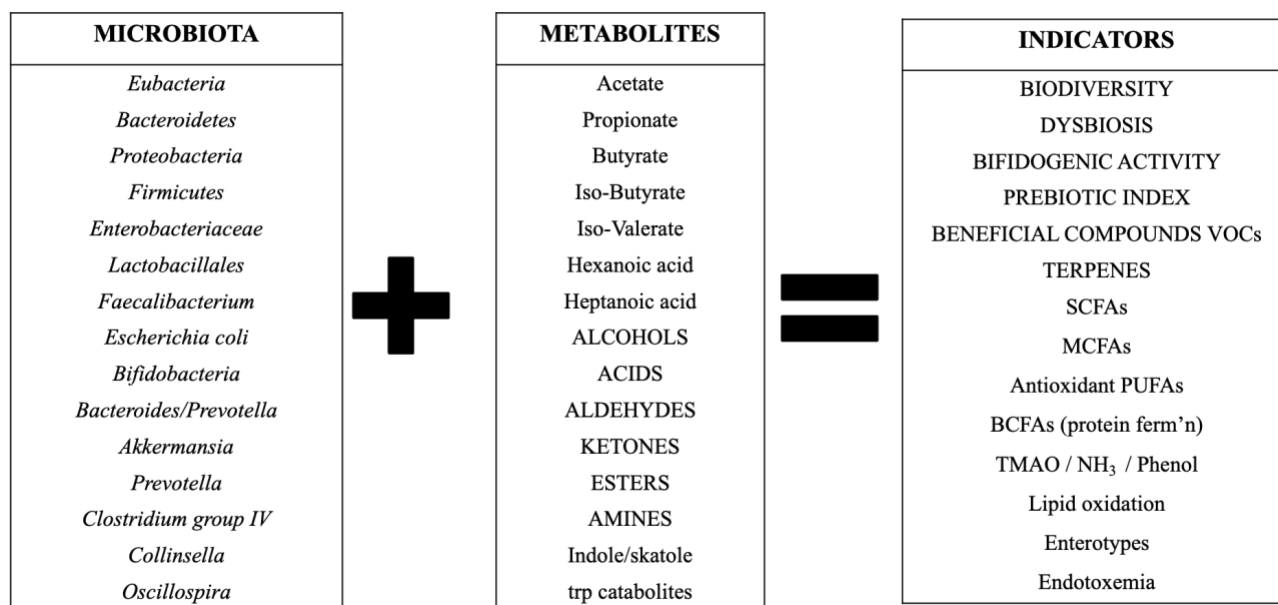 MICROBIOTA
Eubacteria
Bacteroidetes
Proteobacteria
Firmicutes
Enterobacteriaceae
Lactobacillales
Faecalibacterium
Escherichia coli
Bifidobacteria
Bacteroides/Prevotella
Akkermansia
Prevotella
Clostridium group IV
Collinsella
Oscillospira
METABOLITES
Acetate
Propionate
Butyrate
Iso-Butyrate
Iso-Valerate
Hexanoic acid
Heptanoic acid
ALCOHOLS
ACIDS
ALDEHYDES
KETONES
ESTERS
AMINES
Indole/skatole
trp catabolites
INDICATORS
BIODIVERSITY
DYSBIOSIS
BIFIDOGENIC ACTIVITY
PREBIOTIC INDEX
BENEFICIAL COMPOUNDS VOCs
TERPENES
SCFAs
MCFAs
Antioxidant PUFAs
BCFAs (protein ferm’n)
TMAO / NH₃ / Phenol
Lipid oxidation
Enterotypes
Endotoxemia